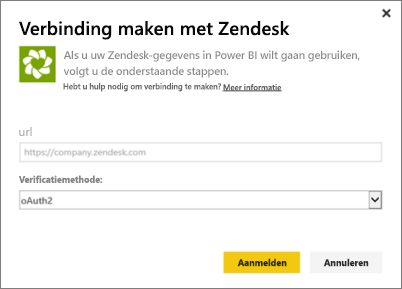 Verbinding maken met Zendesk
Als u uw Zendesk-gegevens in Power BI wilt gaan gebruiken,
volgt u de onderstaande stappen.
Hebt u hulp nodig om verbinding te maken? Meer informatie
url
https://company.zendesk.com
Verificatiemethode:
oAuth2
Aanmelden Annuleren